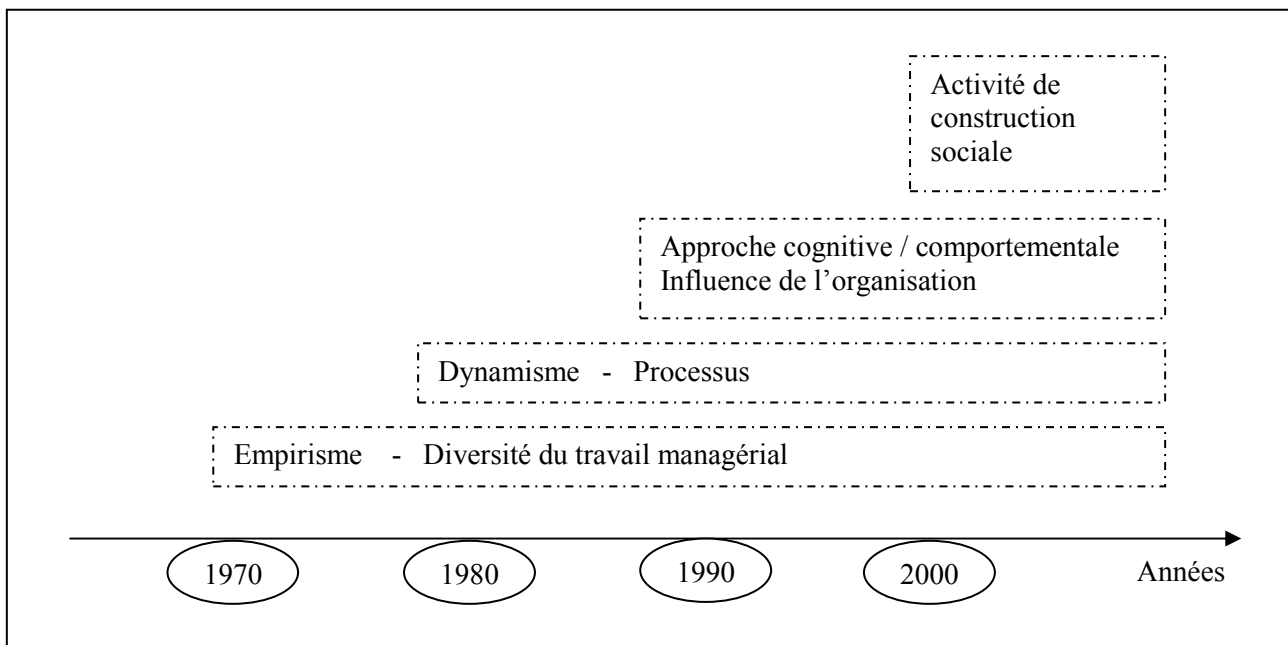 Activité de
construction
sociale
Approche cognitive / comportementale
Influence de l’organisation
Dynamisme - Processus
Empirisme - Diversité du travail managérial
1970 1980 1990 2000 Années